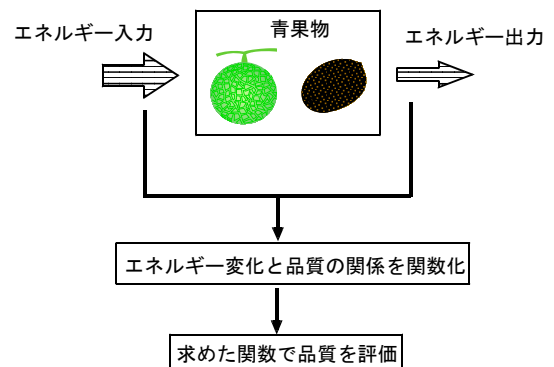 エネルギー入力
青果物
エネルギー出力
エネルギー変化と品質の関係を関数化
求めた関数で品質を評価